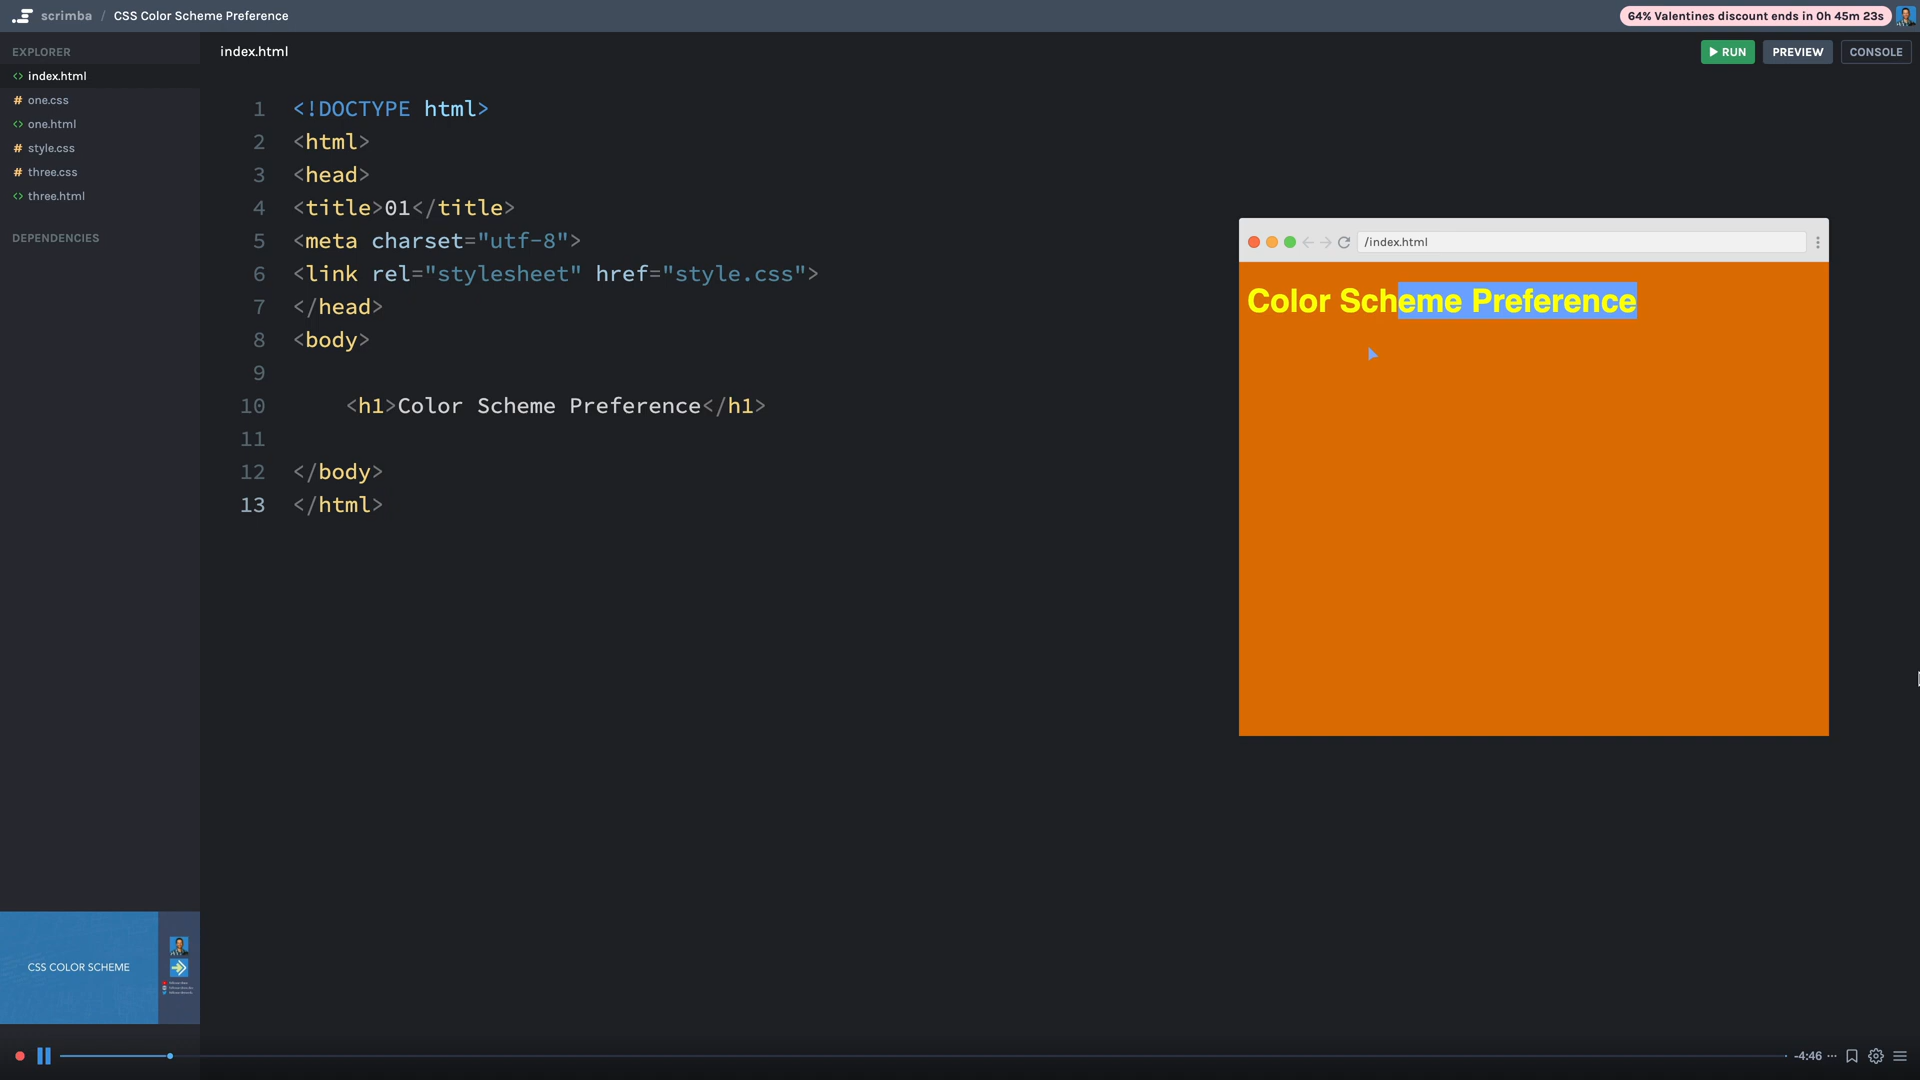 scrimba / CSS Color Scheme Preference
64% Valentines discount ends in 0h 45m 23s
EXPLORER
index.html
one.css
one.html
style.css
three.css
three.html
DEPENDENCIES
index.html
RUN
PREVIEW
CONSOLE
1 <!DOCTYPE html>
2 <html>
3 <head>
4 <title>01</title>
5 <meta charset="utf-8">
6 <link rel="stylesheet" href="style.css">
7 </head>
8 <body>
9
10 <h1>Color Scheme Preference</h1>
11
12 </body>
13 </html>
/index.html
Color Scheme Preference
CSS COLOR SCHEME
-4:46